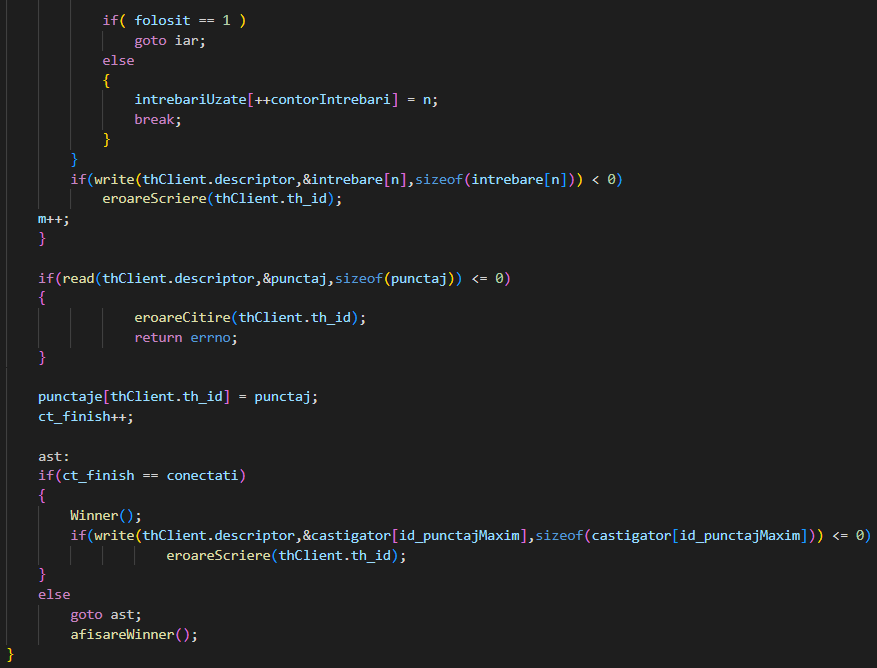 if( folosit == 1 )
goto iar;
else
{
intrebariUzate[++contorIntrebari] = n;
break;
}
}
if(write(thClient.descriptor,&intrebare[n],sizeof(intrebare[n])) < 0)
eroareScriere(thClient.th_id);
m++;
}
if(read(thClient.descriptor,&punctaj,sizeof(punctaj)) <= 0)
{
eroareCitire(thClient.th_id);
return errno;
}
punctaje[thClient.th_id] = punctaj;
ct_finish++;
ast:
if(ct_finish == conectati)
{
Winner();
if(write(thClient.descriptor,&castigator[id_punctajMaxim],sizeof(castigator[id_punctajMaxim])) <= 0)
eroareScriere(thClient.th_id);
}
else
goto ast;
afisareWinner();
}